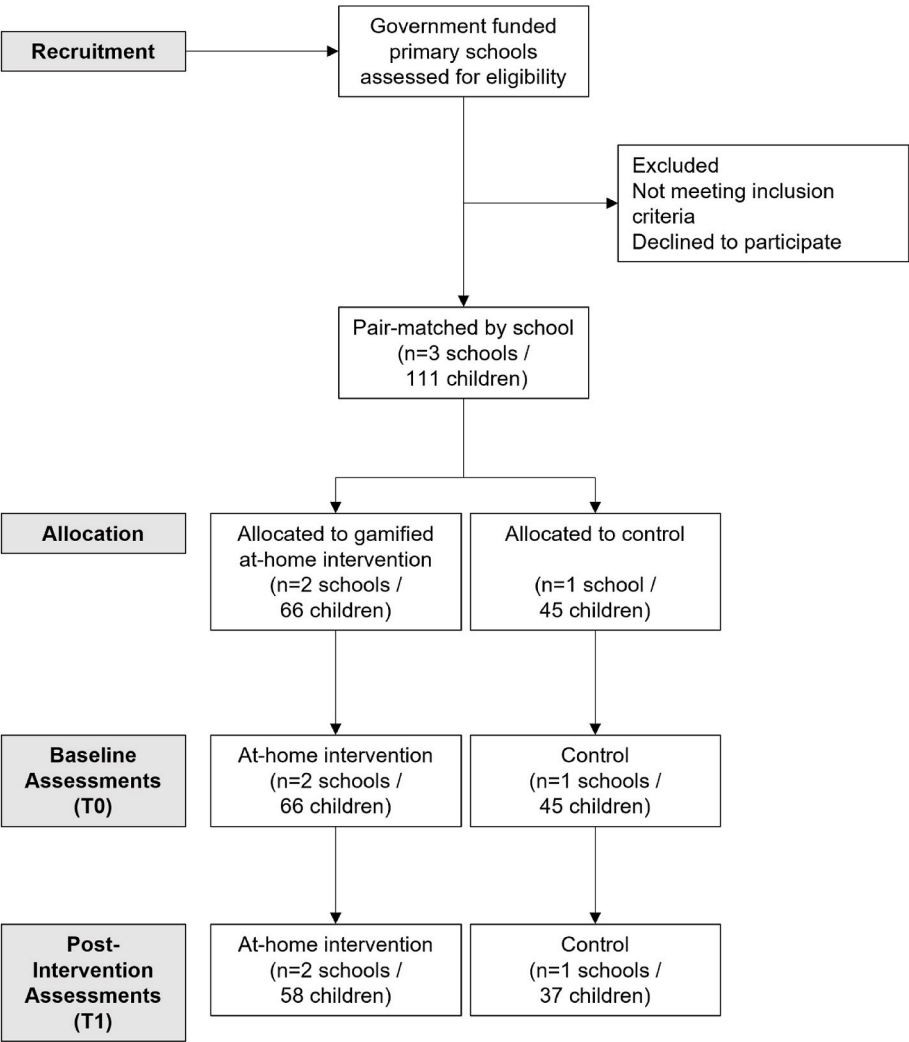 Recruitment
Government funded
primary schools
assessed for eligibility
Excluded
Not meeting inclusion
criteria
Declined to participate
Pair-matched by school
(n=3 schools /
111 children)
Allocation
Allocated to gamified
at-home intervention
(n=2 schools /
66 children)
Allocated to control
(n=1 school /
45 children)
Baseline
Assessments
(T0)
At-home intervention
(n=2 schools /
66 children)
Control
(n=1 schools /
45 children)
Post-
Intervention
Assessments
(T1)
At-home intervention
(n=2 schools /
58 children)
Control
(n=1 schools /
37 children)